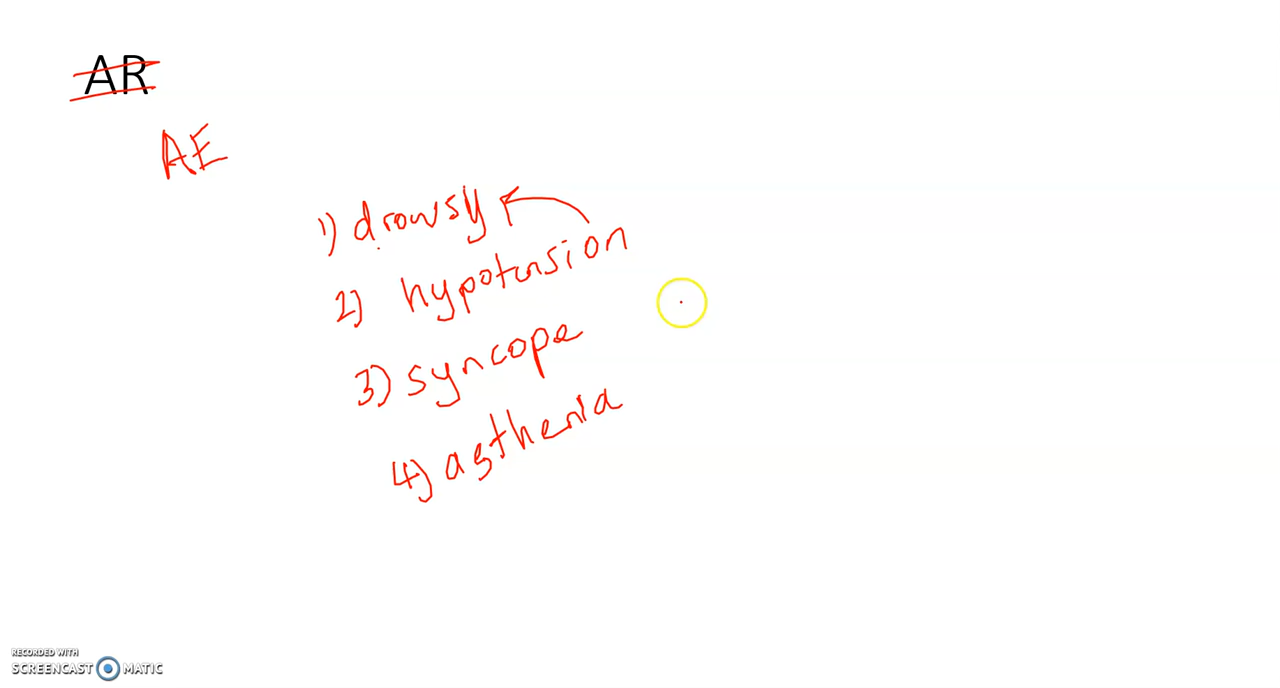 AR
AE
1) drowsy
2) hypotension
3) syncope
4) asthenia
RECORDED WITH
SCREENCAST MATIC